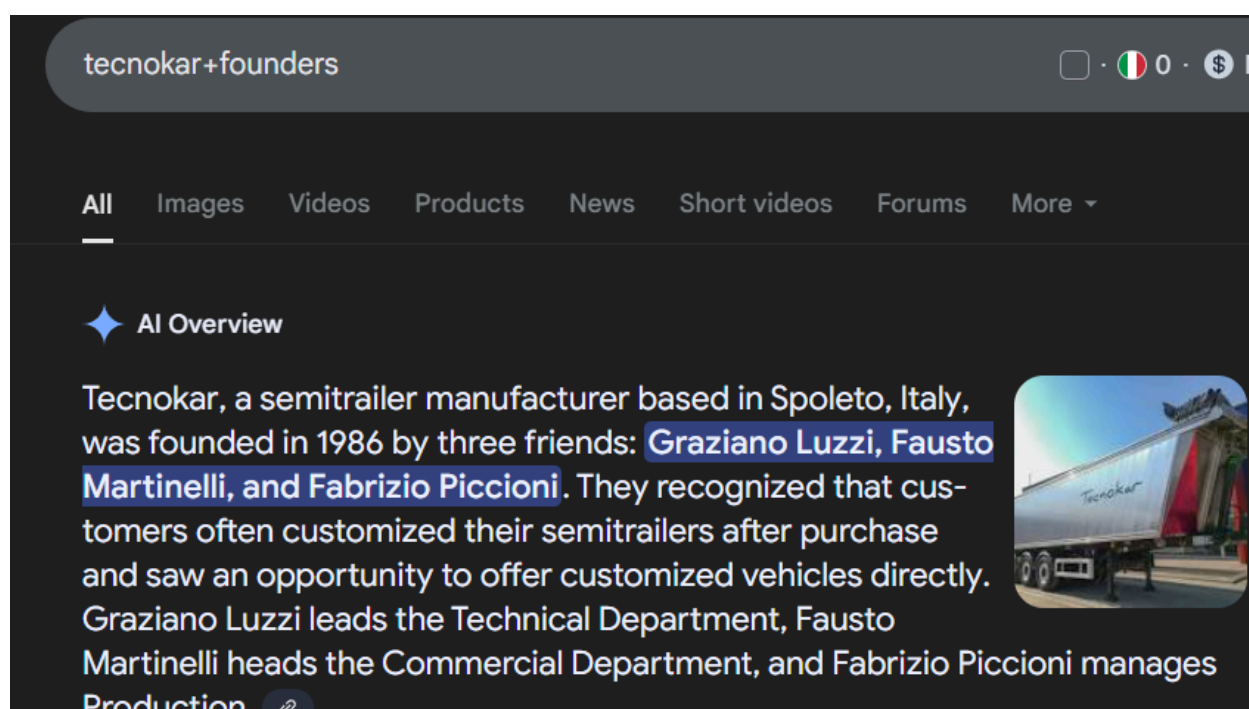 tecnokar+founders
· 0 · $
All Images Videos Products News Short videos Forums More
AI Overview
Tecnokar, a semitrailer manufacturer based in Spoleto, Italy,
was founded in 1986 by three friends: Graziano Luzzi, Fausto
Martinelli, and Fabrizio Piccioni. They recognized that cus-
tomers often customized their semitrailers after purchase
and saw an opportunity to offer customized vehicles directly.
Graziano Luzzi leads the Technical Department, Fausto
Martinelli heads the Commercial Department, and Fabrizio Piccioni manages
Production
Tecnokar